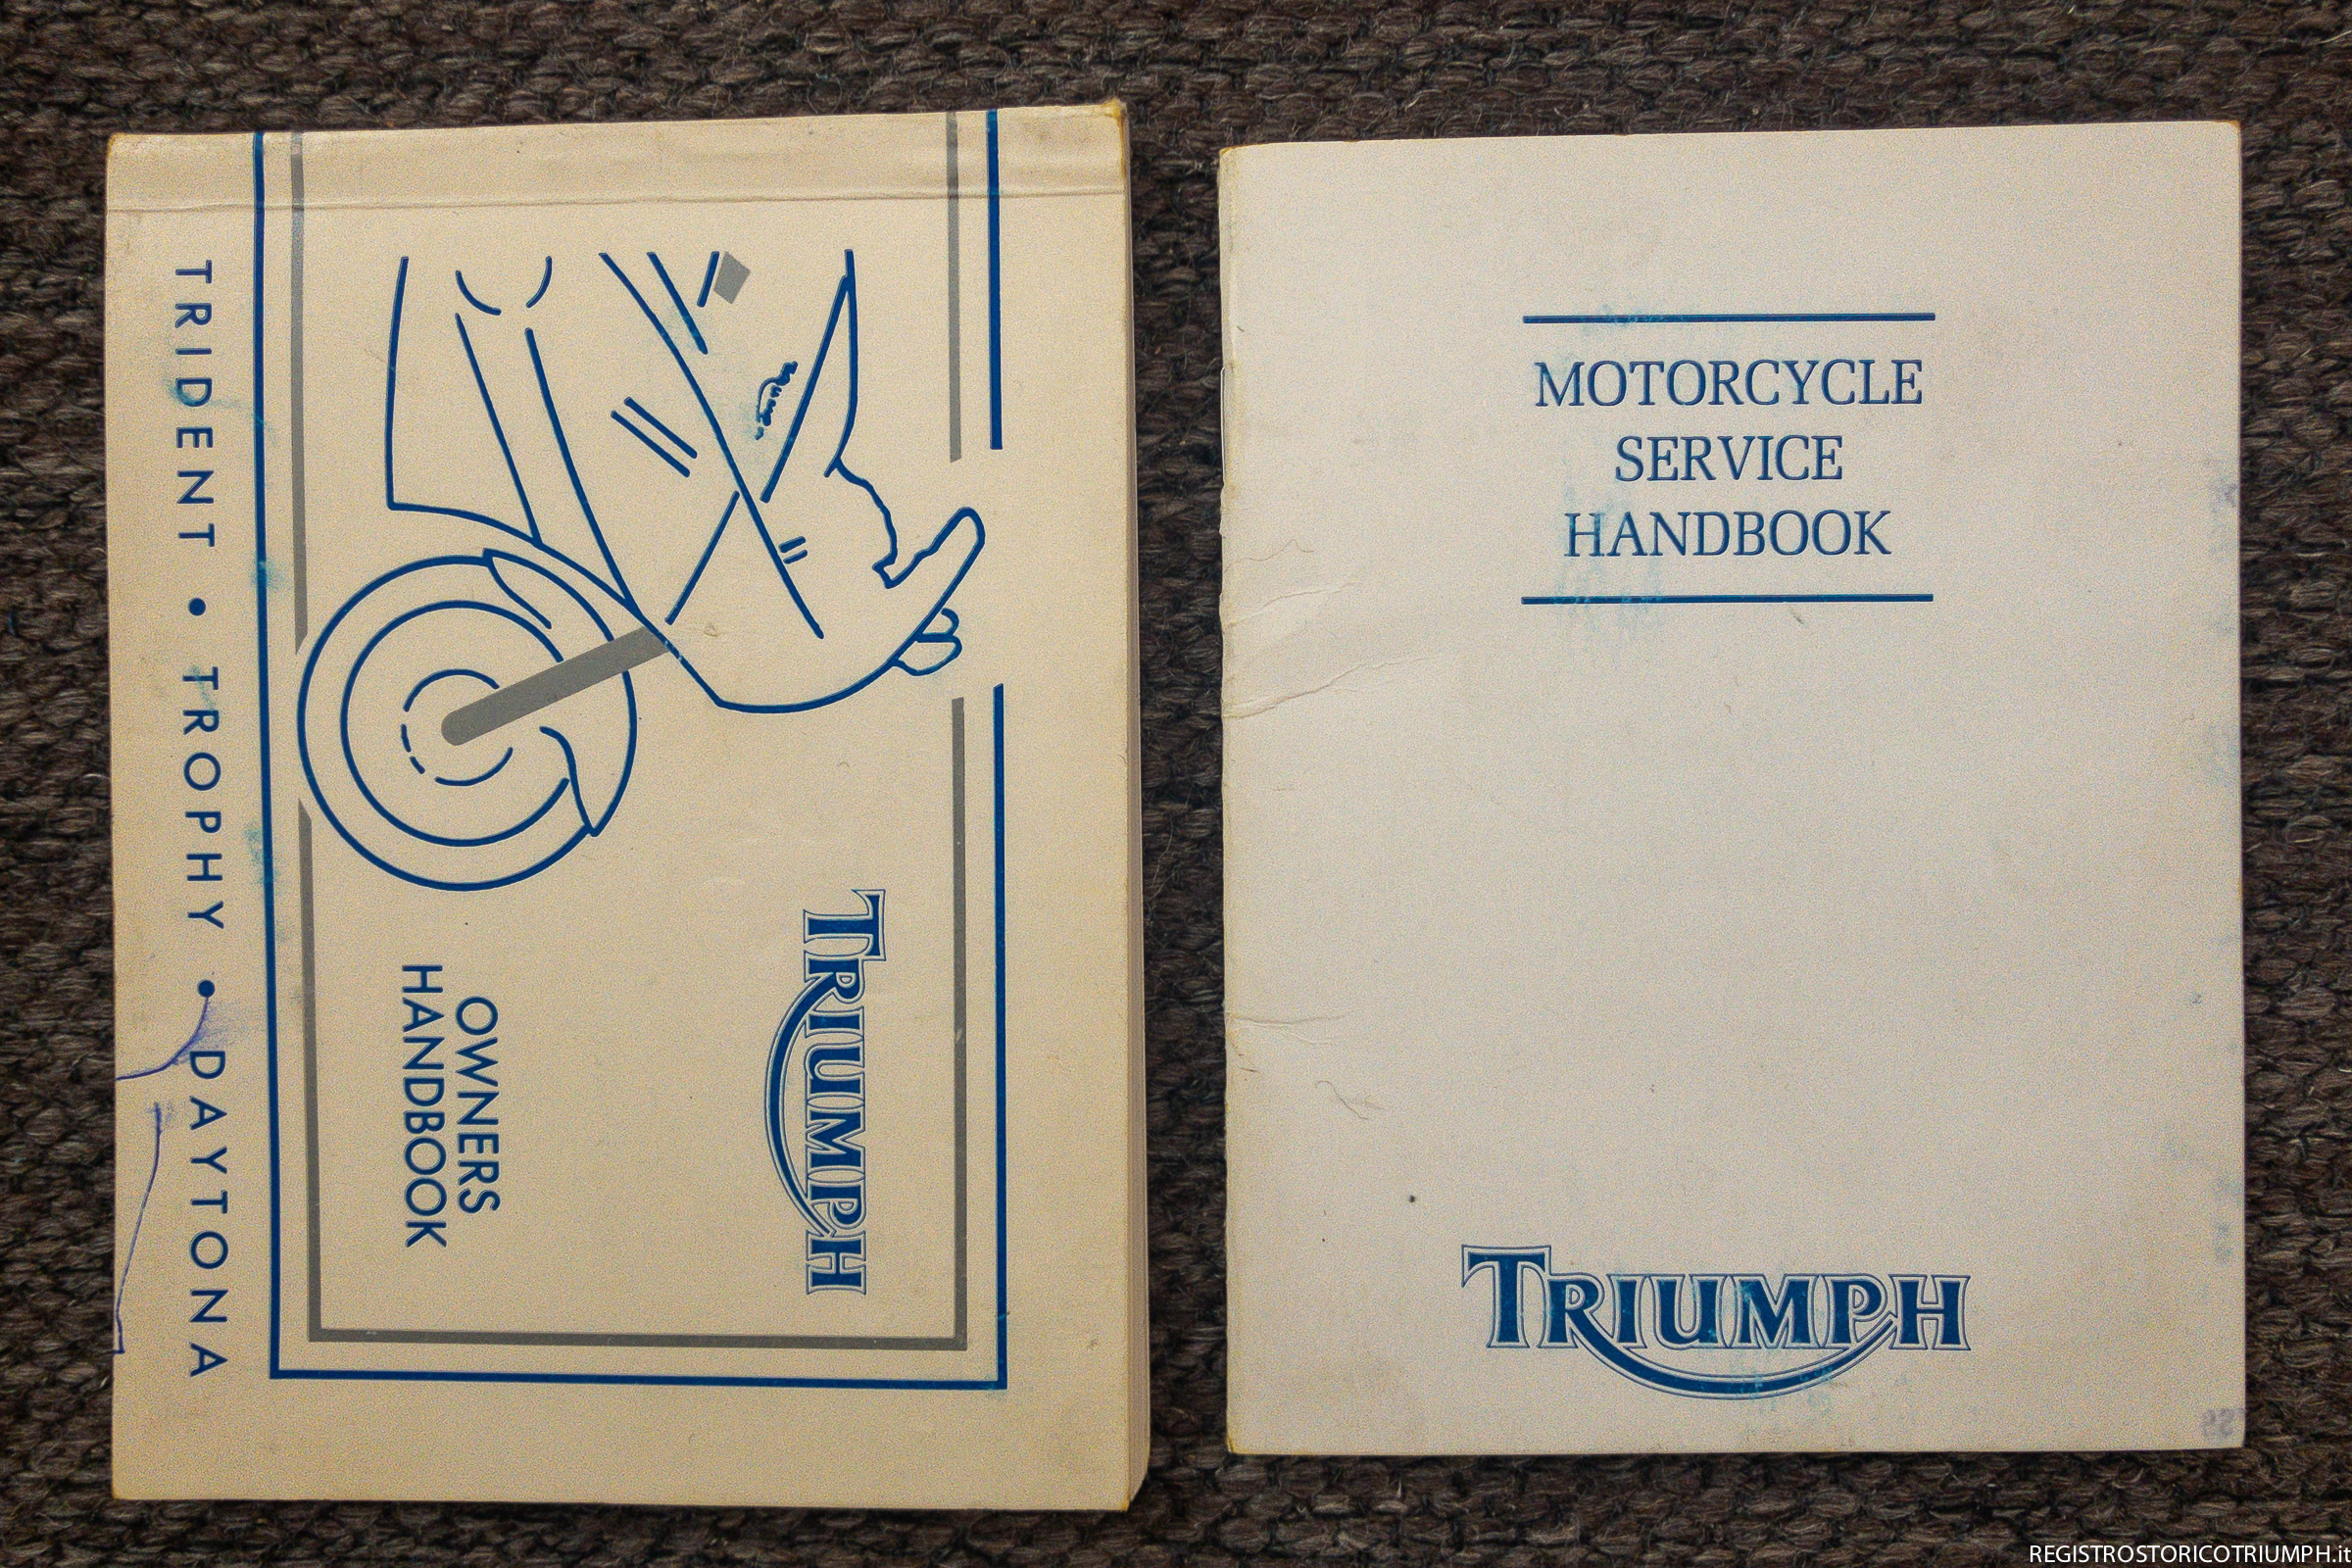 TRIUMPH
OWNERS
HANDBOOK
TRIDENT • TROPHY • DAYTONA
MOTORCYCLE
SERVICE
HANDBOOK
TRIUMPH
REGISTROSTORICOTRIUMPH.it